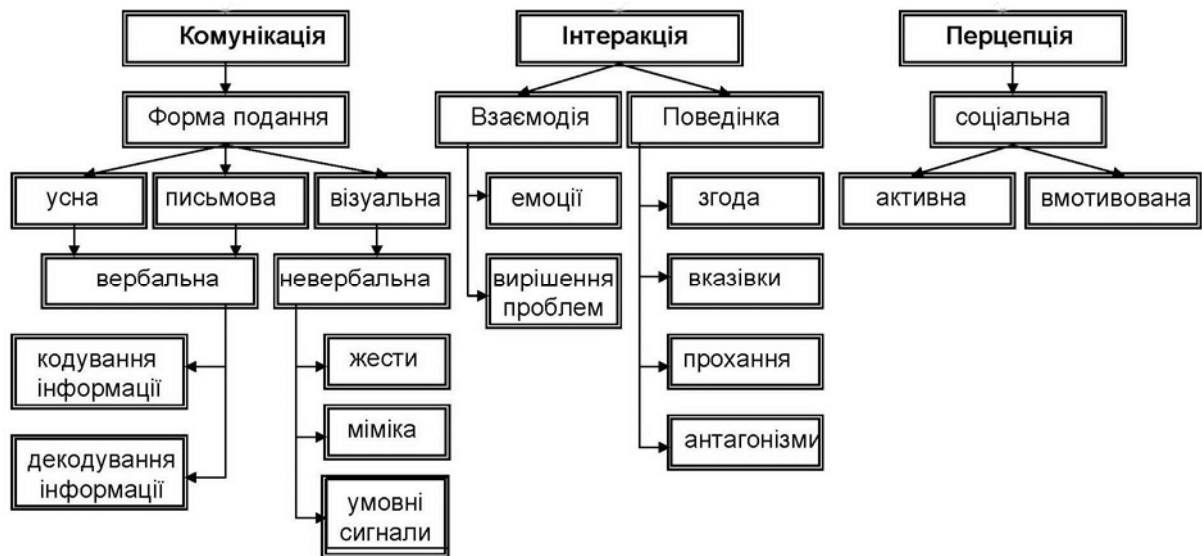 Комунікація
Інтеракція
Перцепція
Форма подання
Взаємодія
Поведінка
соціальна
усна
письмова
візуальна
емоції
згода
активна
вмотивована
вербальна
невербальна
вирішення
проблем
вказівки
кодування
інформації
жести
прохання
міміка
антагонізми
декодування
інформації
умовні
сигнали